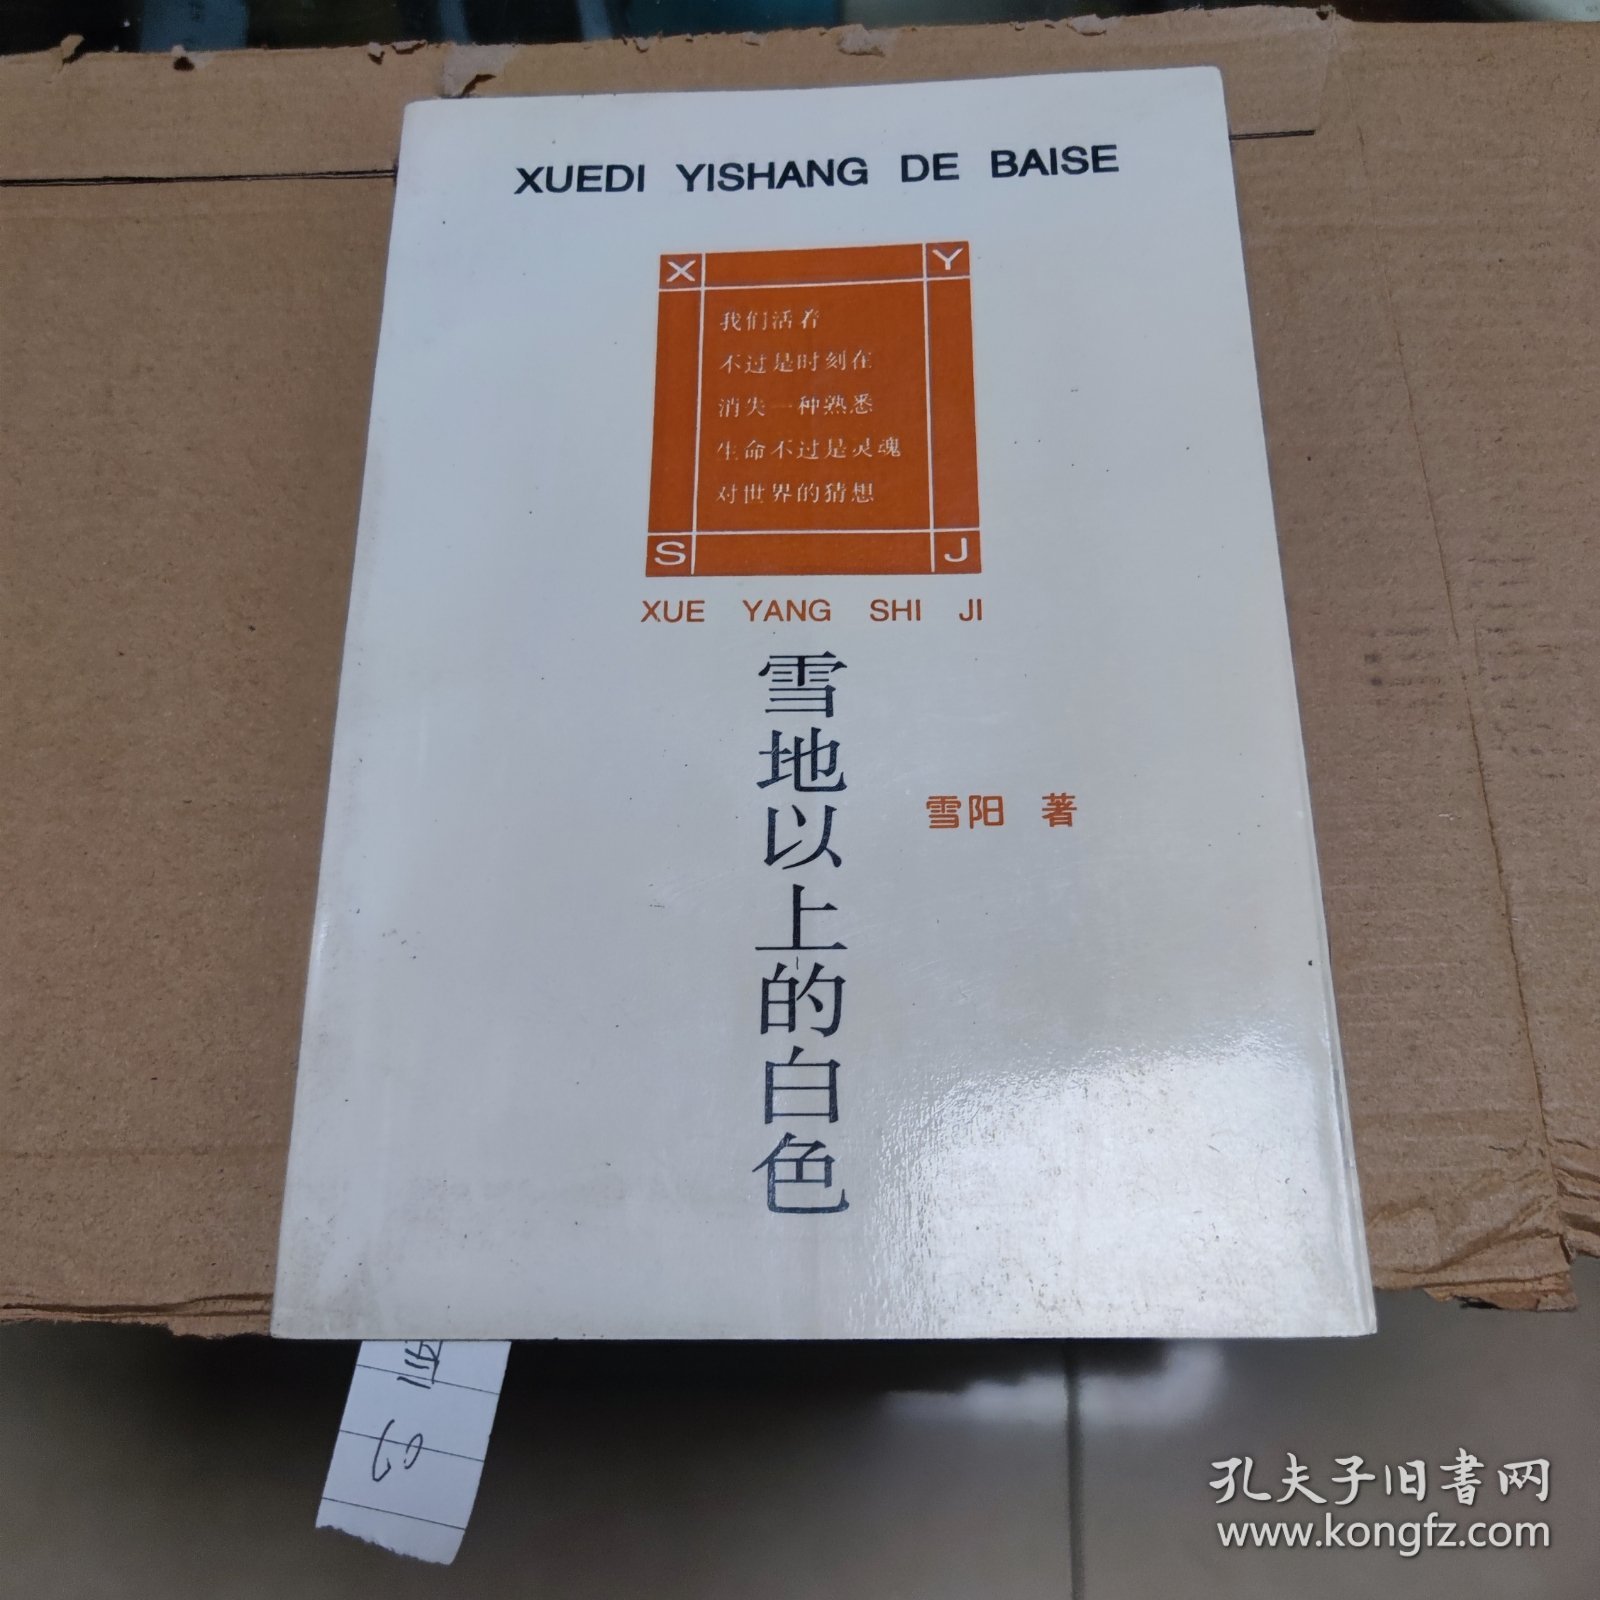 XUEDI YISHANG DE BAISE
X Y
我们活着
不过是时刻在
消失一种熟悉
生命不过是灵魂
对世界的猜想
S J
XUE YANG SHI JI
雪地以上的白色
雪阳 著
孔夫子旧书网
www.kongfz.com